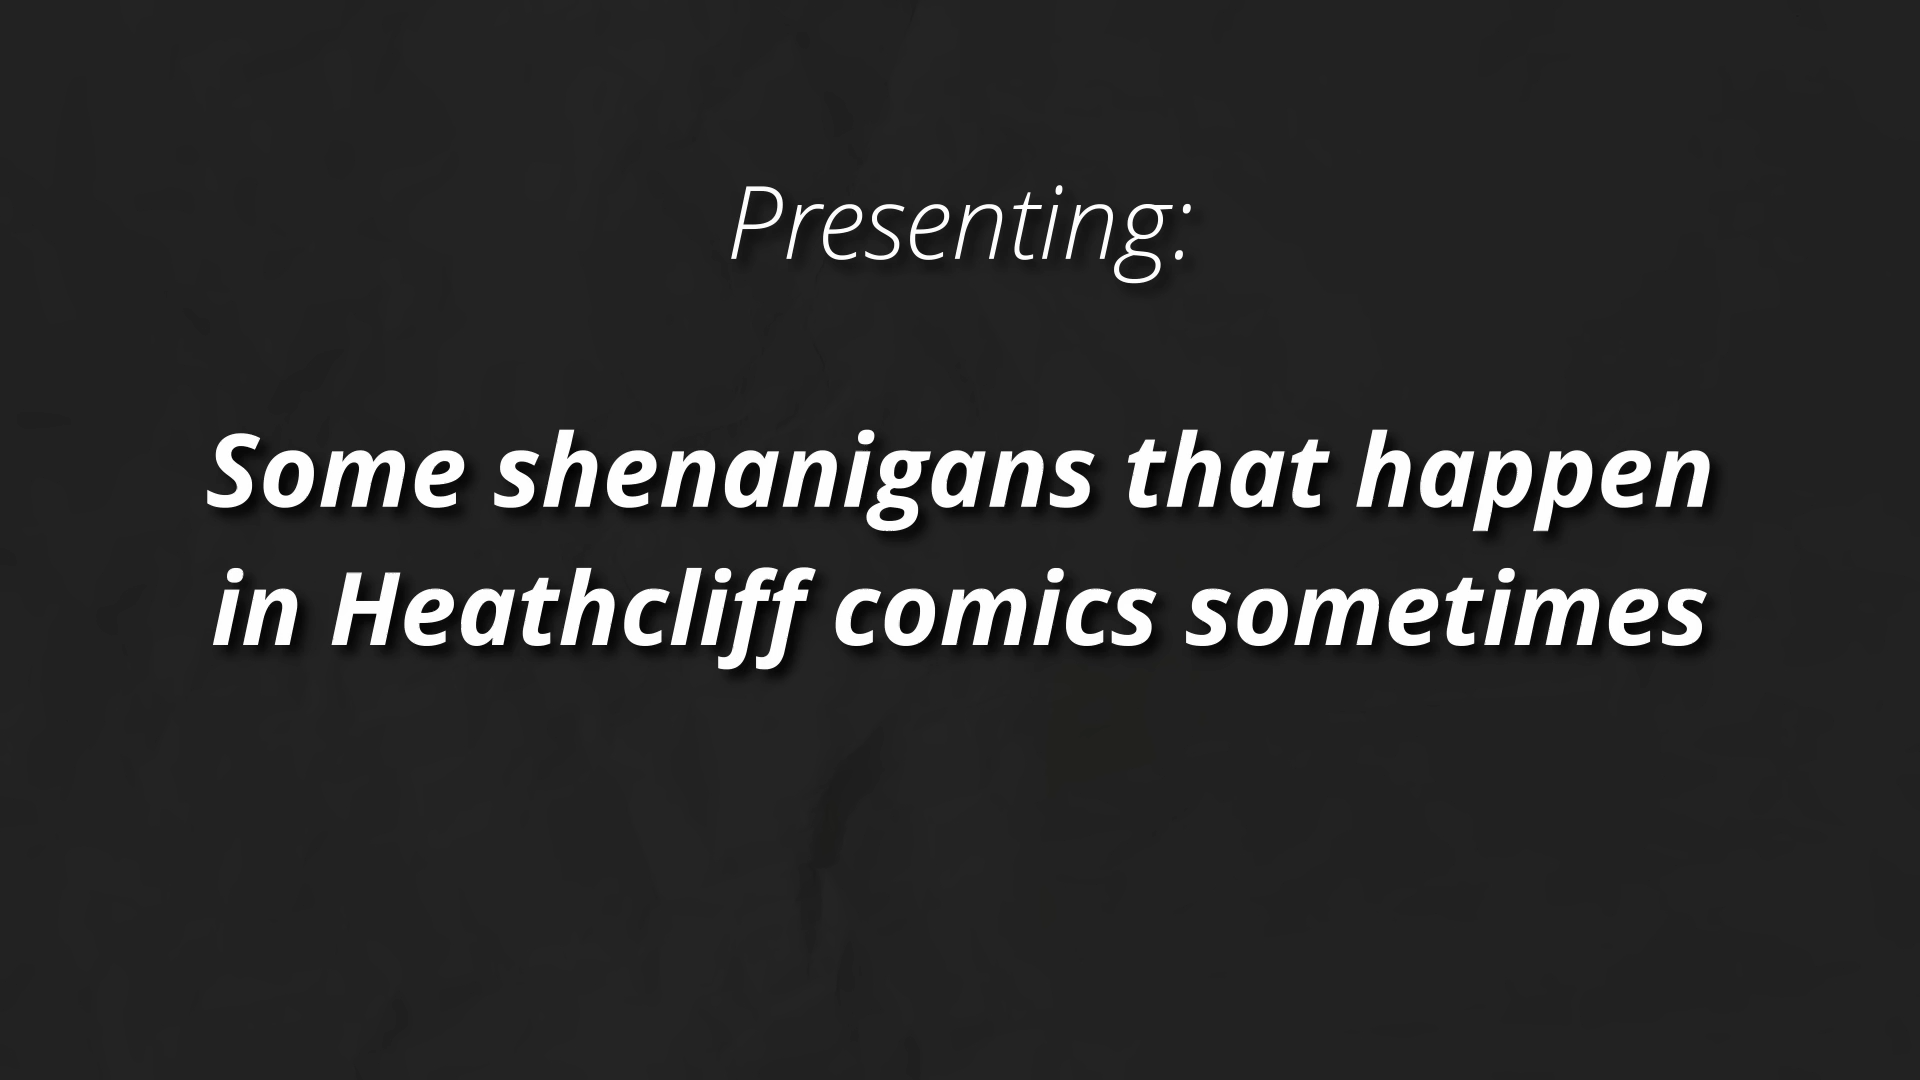 Presenting:
Some shenanigans that happen
in Heathcliff comics sometimes